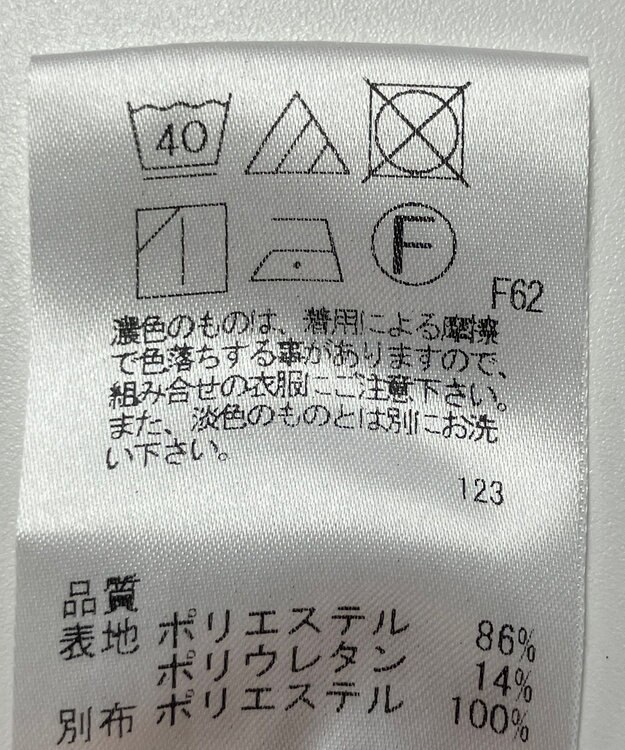 40
F
F62
濃色のものは、着用による摩擦
で色落ちする事がありますので、
組み合せの衣服にご注意下さい。
また、淡色のものとは別にお洗
い下さい。
123
品質
表地 ポリエステル 86%
ポリウレタン 14%
別布 ポリエステル 100%